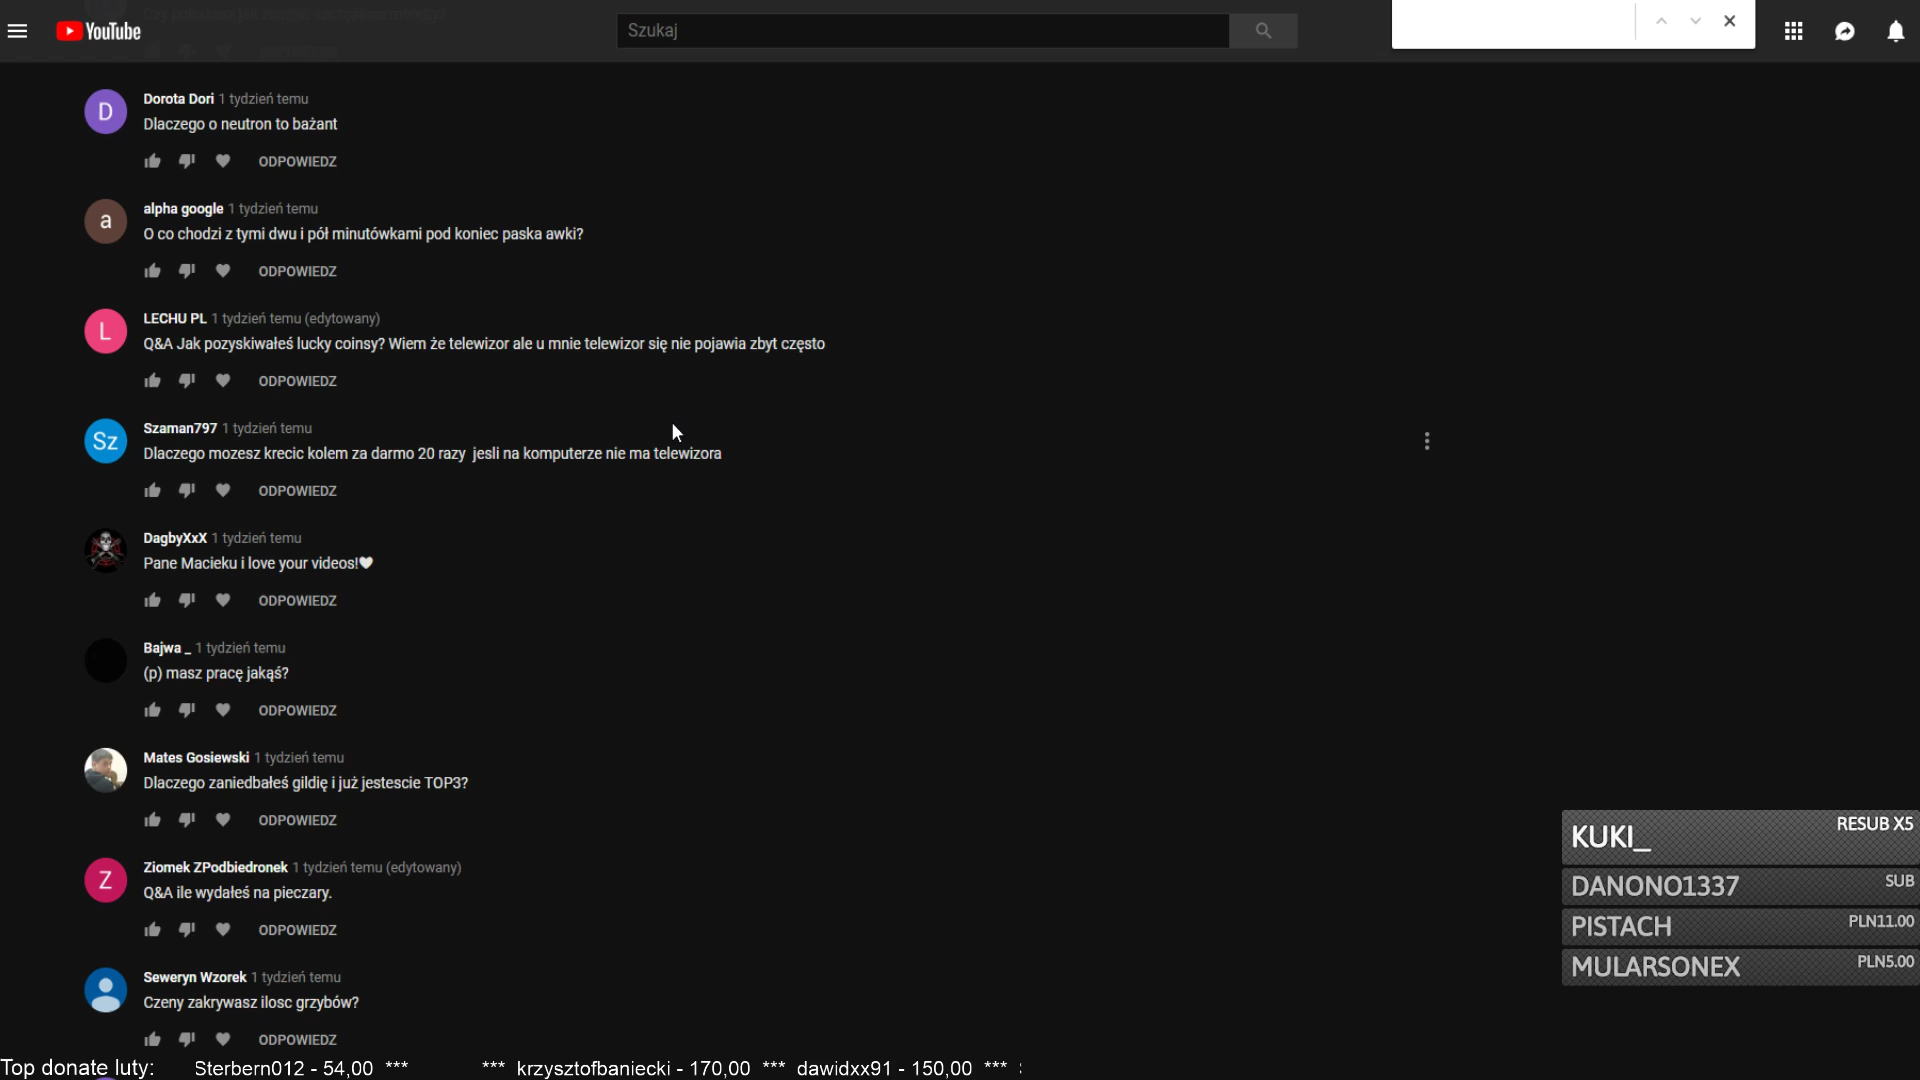 YouTube
Szukaj
D
Dorota Dori 1 tydzień temu
Dlaczego o neutron to bażant
ODPOWIEDZ
a
alpha google 1 tydzień temu
O co chodzi z tymi dwu i pół minutówkami pod koniec paska awki?
ODPOWIEDZ
L
LECHU PL 1 tydzień temu (edytowany)
Q&A Jak pozyskiwałeś lucky coinsy? Wiem że telewizor ale u mnie telewizor się nie pojawia zbyt często
ODPOWIEDZ
Sz
Szaman797 1 tydzień temu
Dlaczego mozesz krecic kolem za darmo 20 razy jesli na komputerze nie ma telewizora
ODPOWIEDZ
DagbyXxX 1 tydzień temu
Pane Macieku i love your videos!🖤
ODPOWIEDZ
Bajwa _ 1 tydzień temu
(p) masz pracę jakąś?
ODPOWIEDZ
Mates Gosiewski 1 tydzień temu
Dlaczego zaniedbałeś gildię i już jestescie TOP3?
ODPOWIEDZ
Z
Ziomek ZPodbiedronek 1 tydzień temu (edytowany)
Q&A ile wydałeś na pieczary.
ODPOWIEDZ
Seweryn Wzorek 1 tydzień temu
Czeny zakrywasz ilosc grzybów?
ODPOWIEDZ
KUKI_ RESUB X5
DANONO1337 SUB
PISTACH PLN11.00
MULARSONEX PLN5.00
Top donate luty: Sterbern012 - 54,00 *** *** krzysztofbaniecki - 170,00 *** dawidxx91 - 150,00 ***